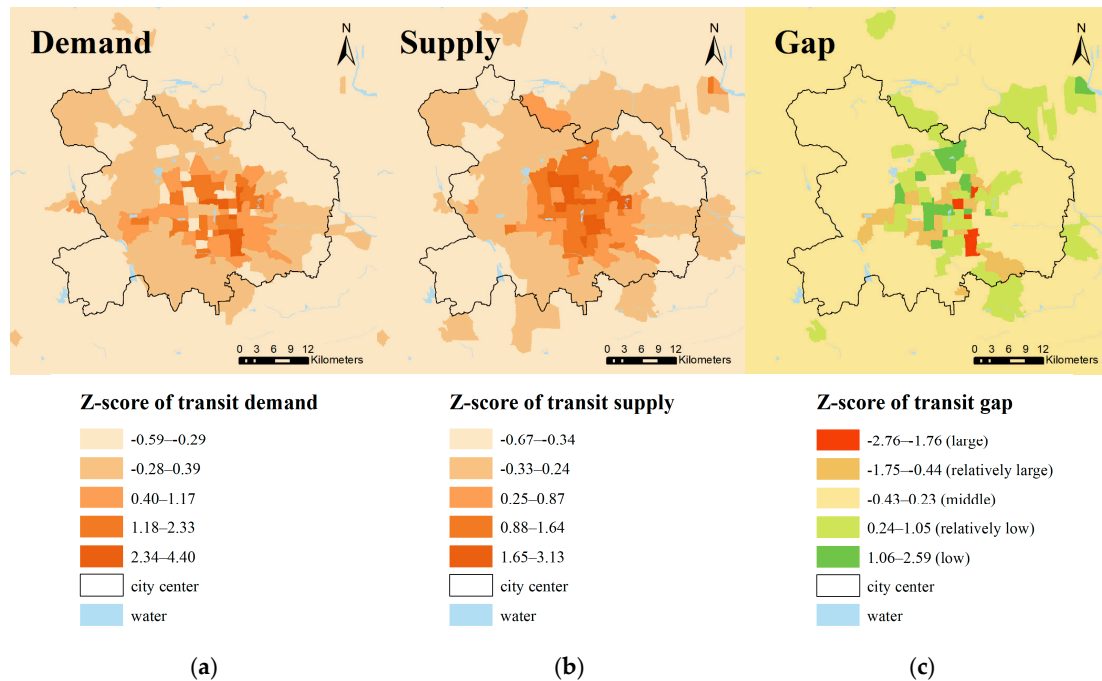 Demand
N
0 3 6 9 12
Kilometers
Z-score of transit demand
-0.59–-0.29
-0.28–0.39
0.40–1.17
1.18–2.33
2.34–4.40
city center
water
(a)
Supply
N
0 3 6 9 12
Kilometers
Z-score of transit supply
-0.67–-0.34
-0.33–0.24
0.25–0.87
0.88–1.64
1.65–3.13
city center
water
(b)
Gap
N
0 3 6 9 12
Kilometers
Z-score of transit gap
-2.76–-1.76 (large)
-1.75–-0.44 (relatively large)
-0.43–0.23 (middle)
0.24–1.05 (relatively low)
1.06–2.59 (low)
city center
water
(c)